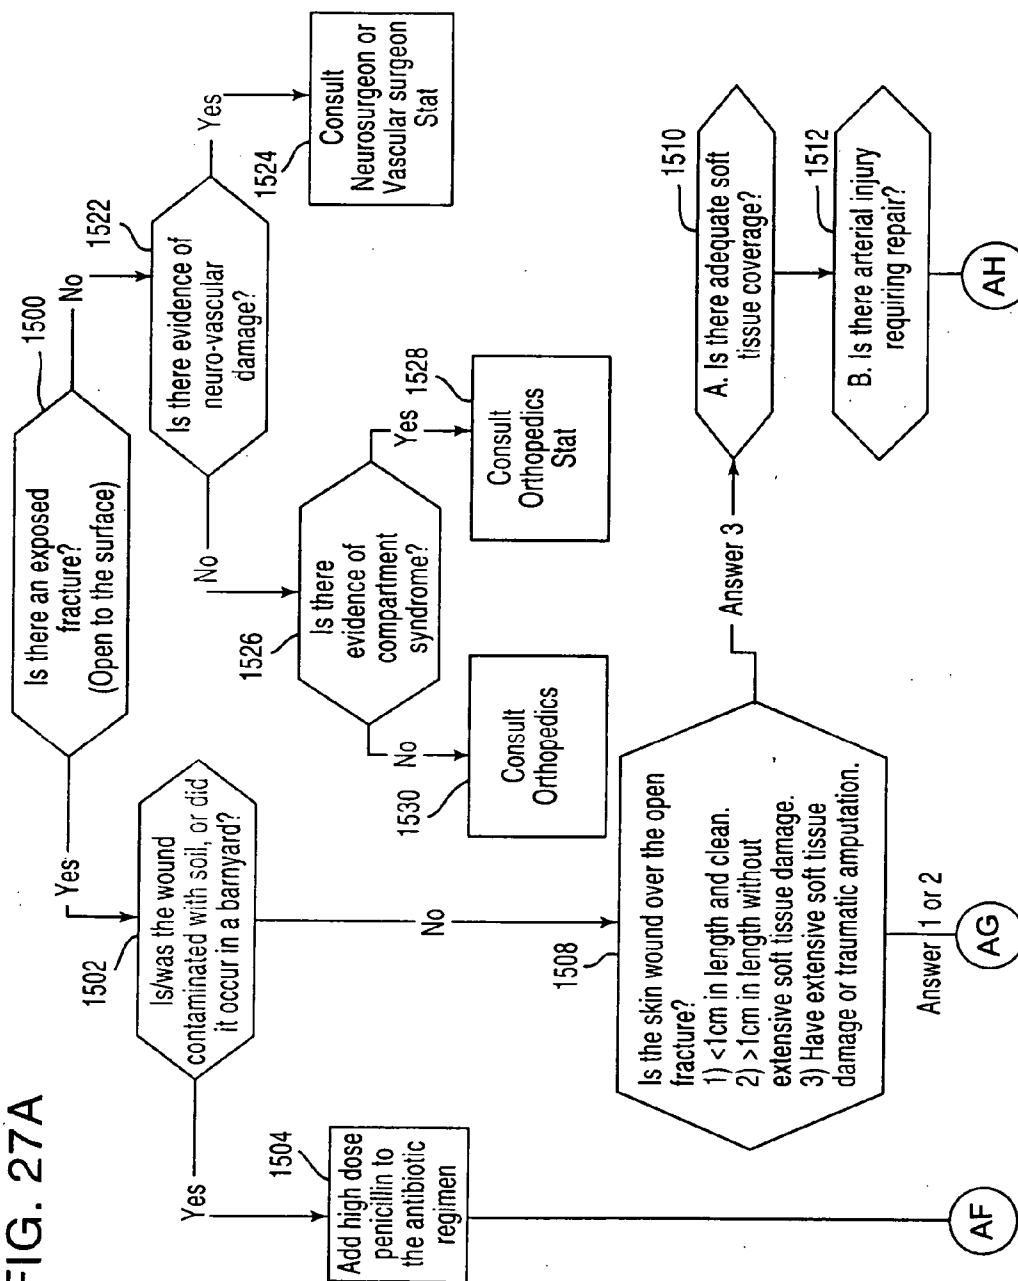 FIG. 27A
1500
Is there an exposed
fracture?
(Open to the surface)
Yes
No
1502
Is/was the wound
contaminated with soil, or did
it occur in a barnyard?
Yes
No
1504
Add high dose
penicillin to
the antibiotic
regimen
AF
1522
Is there evidence of
neuro-vascular
damage?
Yes
No
1524
Consult
Neurosurgeon or
Vascular surgeon
Stat
1526
Is there
evidence of
compartment
syndrome?
Yes
No
1528
Consult
Orthopedics
Stat
1530
Consult
Orthopedics
1508
Is the skin wound over the open
fracture?
1) <1cm in length and clean.
2) >1cm in length without
extensive soft tissue damage.
3) Have extensive soft tissue
damage or traumatic amputation.
Answer 1 or 2
AG
Answer 3
1510
A. Is there adequate soft
tissue coverage?
1512
B. Is there arterial injury
requiring repair?
AH